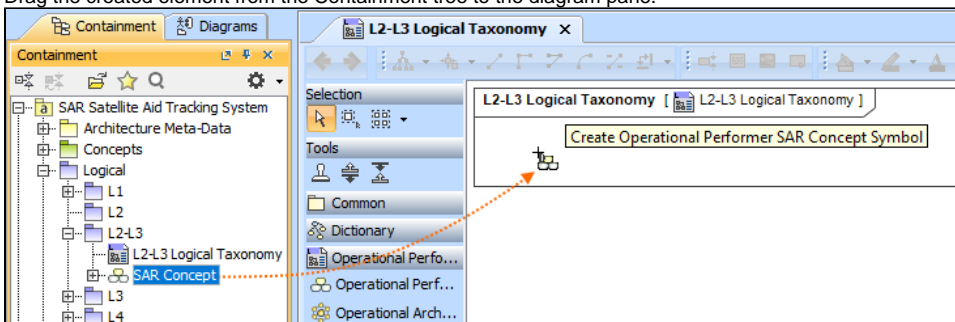 Drag the created element from the Containment tree to the diagram pane.
Containment
Diagrams
L2-L3 Logical Taxonomy
Containment
SAR Satellite Aid Tracking System
Architecture Meta-Data
Concepts
Logical
L1
L2
L2-L3
L2-L3 Logical Taxonomy
SAR Concept
L3
L4
Selection
Tools
Common
Dictionary
Operational Perfo...
Operational Perf...
Operational Arch...
L2-L3 Logical Taxonomy [ L2-L3 Logical Taxonomy ]
Create Operational Performer SAR Concept Symbol